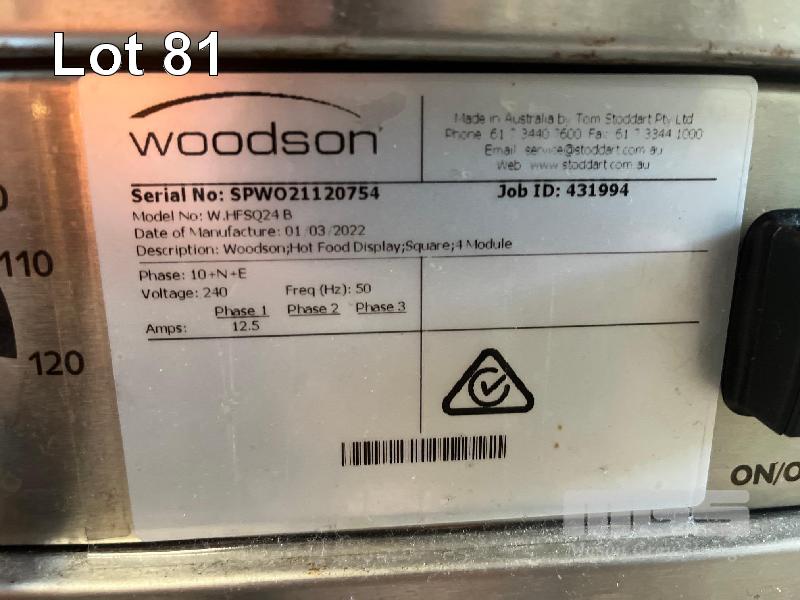 Lot 81
woodson
Made in Australia by Tom Stoddart Pty Ltd
Phone 61 7 3440 7600 Fax 61 7 3344 1000
Email service@stoddart.com.au
Web www.stoddart.com.au
Serial No: SPWO21120754
Job ID: 431994
Model No: W.HFSQ24 B
Date of Manufacture: 01/03/2022
Description: Woodson;Hot Food Display;Square;4 Module
Phase: 10+N+E
Voltage: 240
Freq (Hz): 50
Phase 1 Phase 2 Phase 3
Amps: 12.5
110
120
ON/O